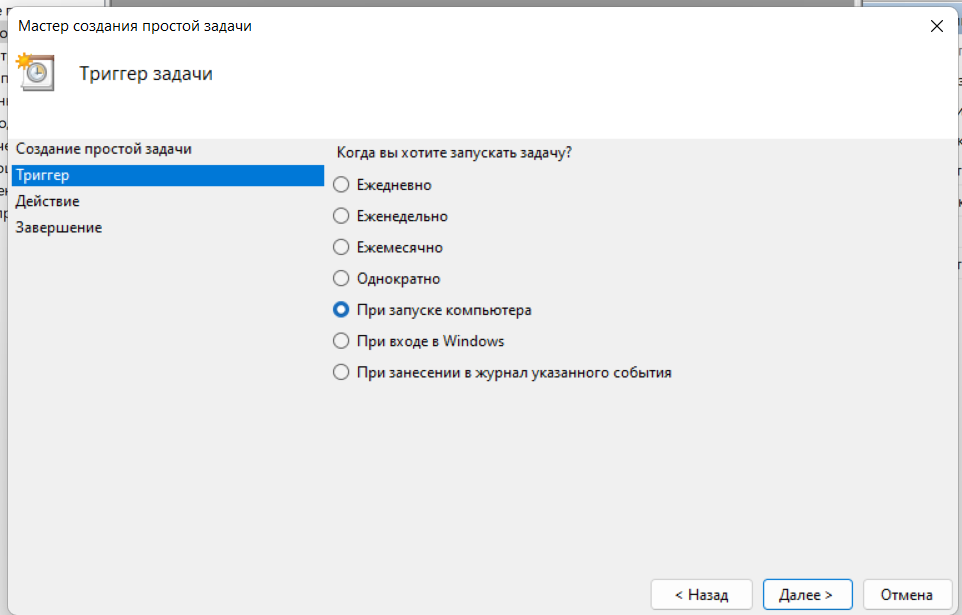 Мастер создания простой задачи
Триггер задачи
Создание простой задачи
Триггер
Действие
Завершение
Когда вы хотите запускать задачу?
Ежедневно
Еженедельно
Ежемесячно
Однократно
При запуске компьютера
При входе в Windows
При занесении в журнал указанного события
< Назад
Далее >
Отмена